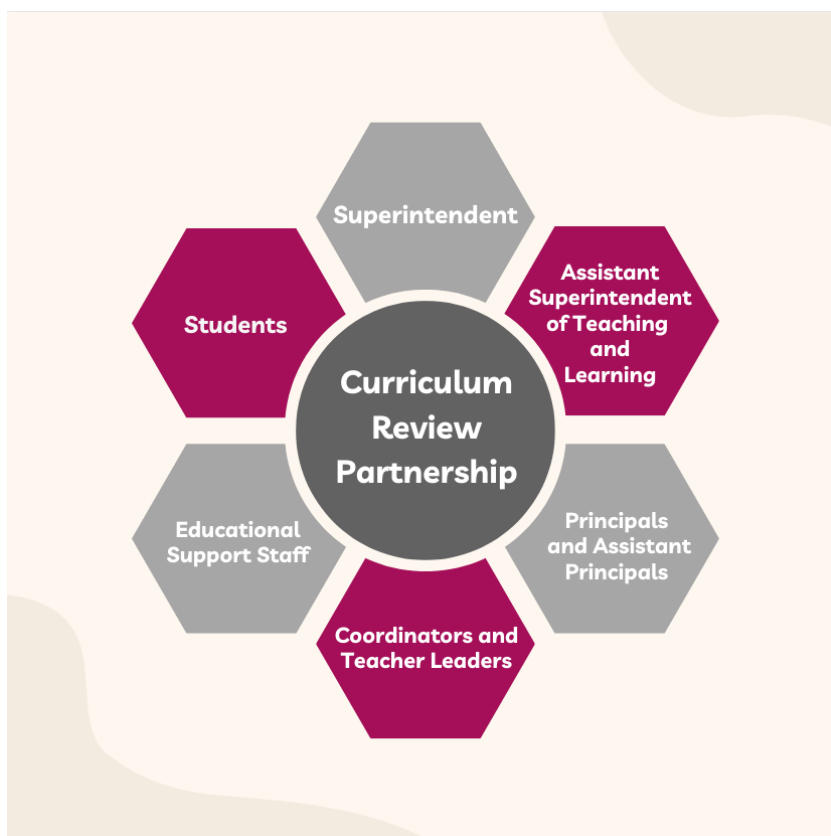 Superintendent
Assistant
Superintendent
of Teaching
and
Learning
Students
Curriculum
Review
Partnership
Educational
Support Staff
Principals
and Assistant
Principals
Coordinators and
Teacher Leaders